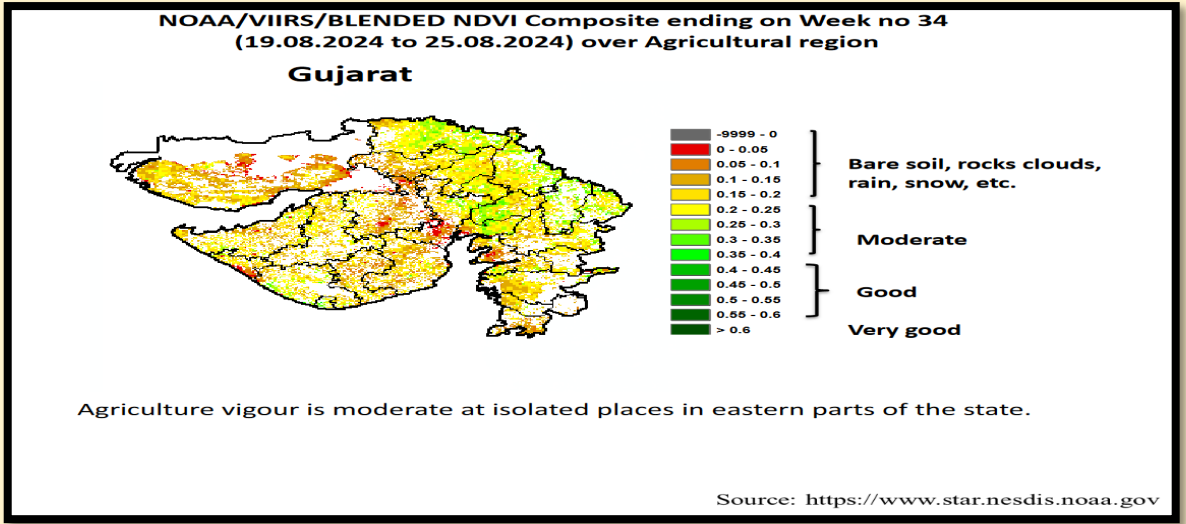 NOAA/VIIRS/BLENDED NDVI Composite ending on Week no 34
(19.08.2024 to 25.08.2024) over Agricultural region
Gujarat
-9999 - 0
0 - 0.05
0.05 - 0.1
0.1 - 0.15
0.15 - 0.2
0.2 - 0.25
0.25 - 0.3
0.3 - 0.35
0.35 - 0.4
0.4 - 0.45
0.45 - 0.5
0.5 - 0.55
0.55 - 0.6
> 0.6
Bare soil, rocks clouds,
rain, snow, etc.
Moderate
Good
Very good
Agriculture vigour is moderate at isolated places in eastern parts of the state.
Source: https://www.star.nesdis.noaa.gov